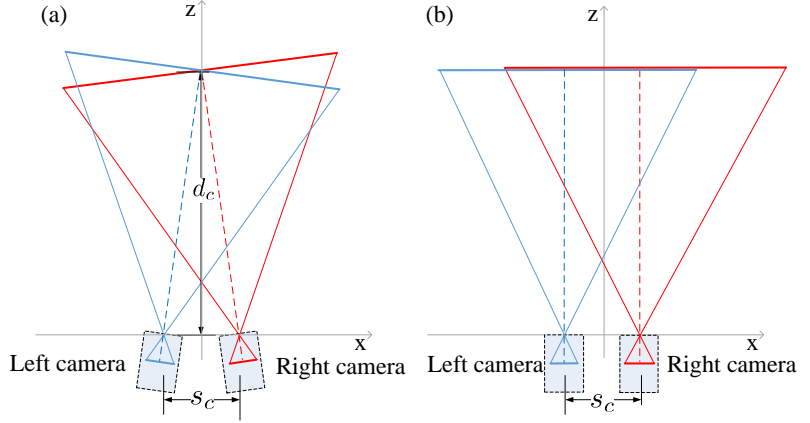 (a)
z
d_c
x
Left camera
Right camera
s_c
(b)
z
x
Left camera
Right camera
s_c